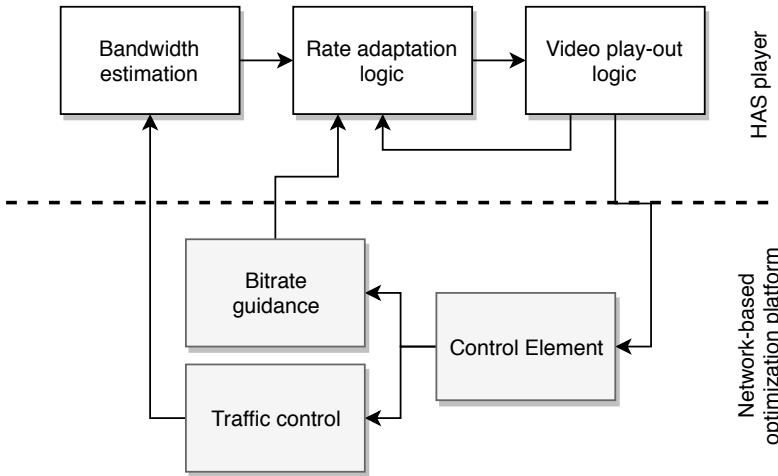 Bandwidth
estimation
Rate adaptation
logic
Video play-out
logic
HAS player
Bitrate
guidance
Control Element
Traffic control
Network-based
optimization platform